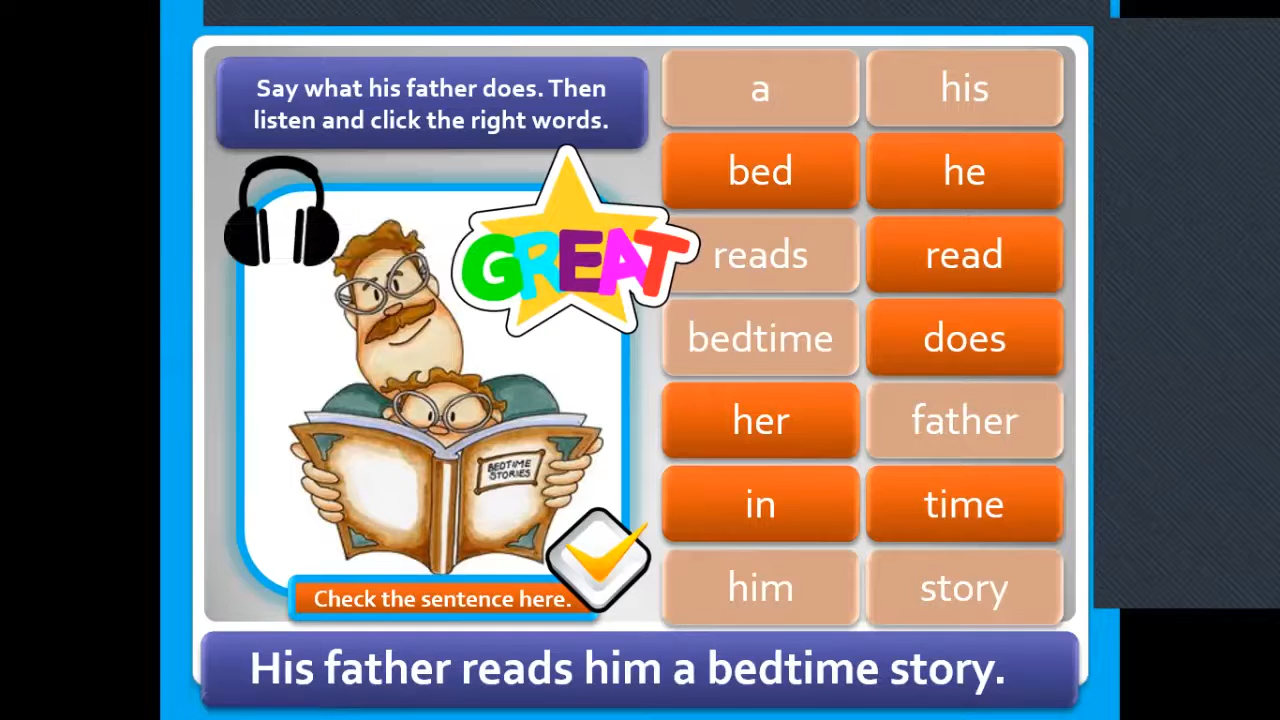 Say what his father does. Then
listen and click the right words.
GREAT
BEDTIME
STORIES
Check the sentence here.
a
his
bed
he
reads
read
bedtime
does
her
father
in
time
him
story
His father reads him a bedtime story.